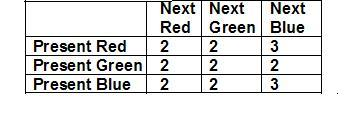 Next Next Next
Red Green Blue
Present Red 2 2 3
Present Green 2 2 2
Present Blue 2 2 3